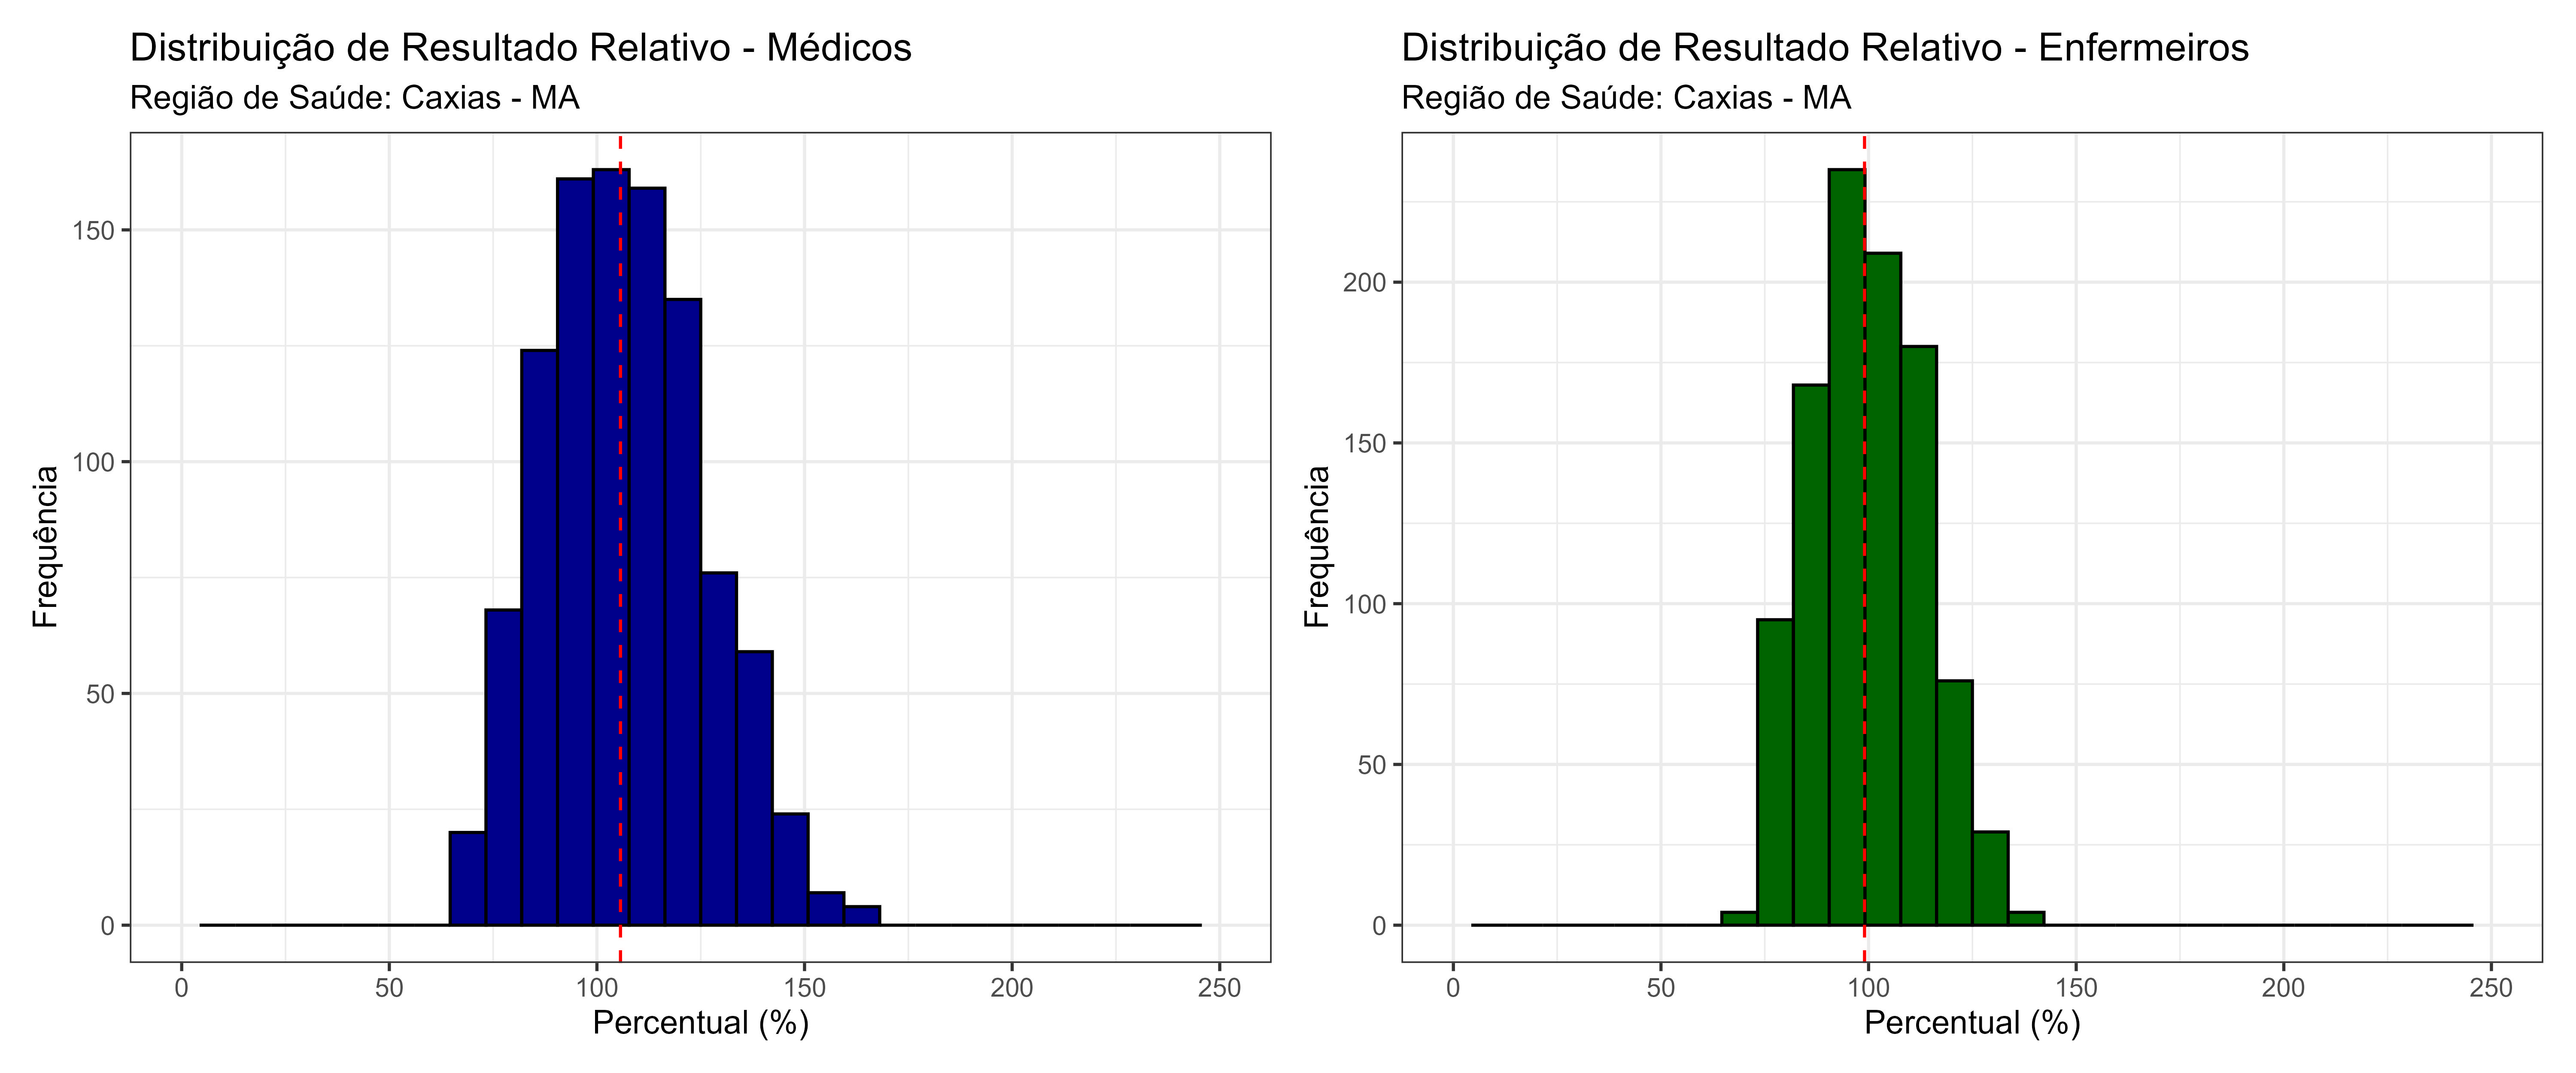 Distribuição de Resultado Relativo - Médicos
Região de Saúde: Caxias - MA
Frequência
150
100
50
0
0 50 100 150 200 250
Percentual (%)
Distribuição de Resultado Relativo - Enfermeiros
Região de Saúde: Caxias - MA
Frequência
200
150
100
50
0
0 50 100 150 200 250
Percentual (%)